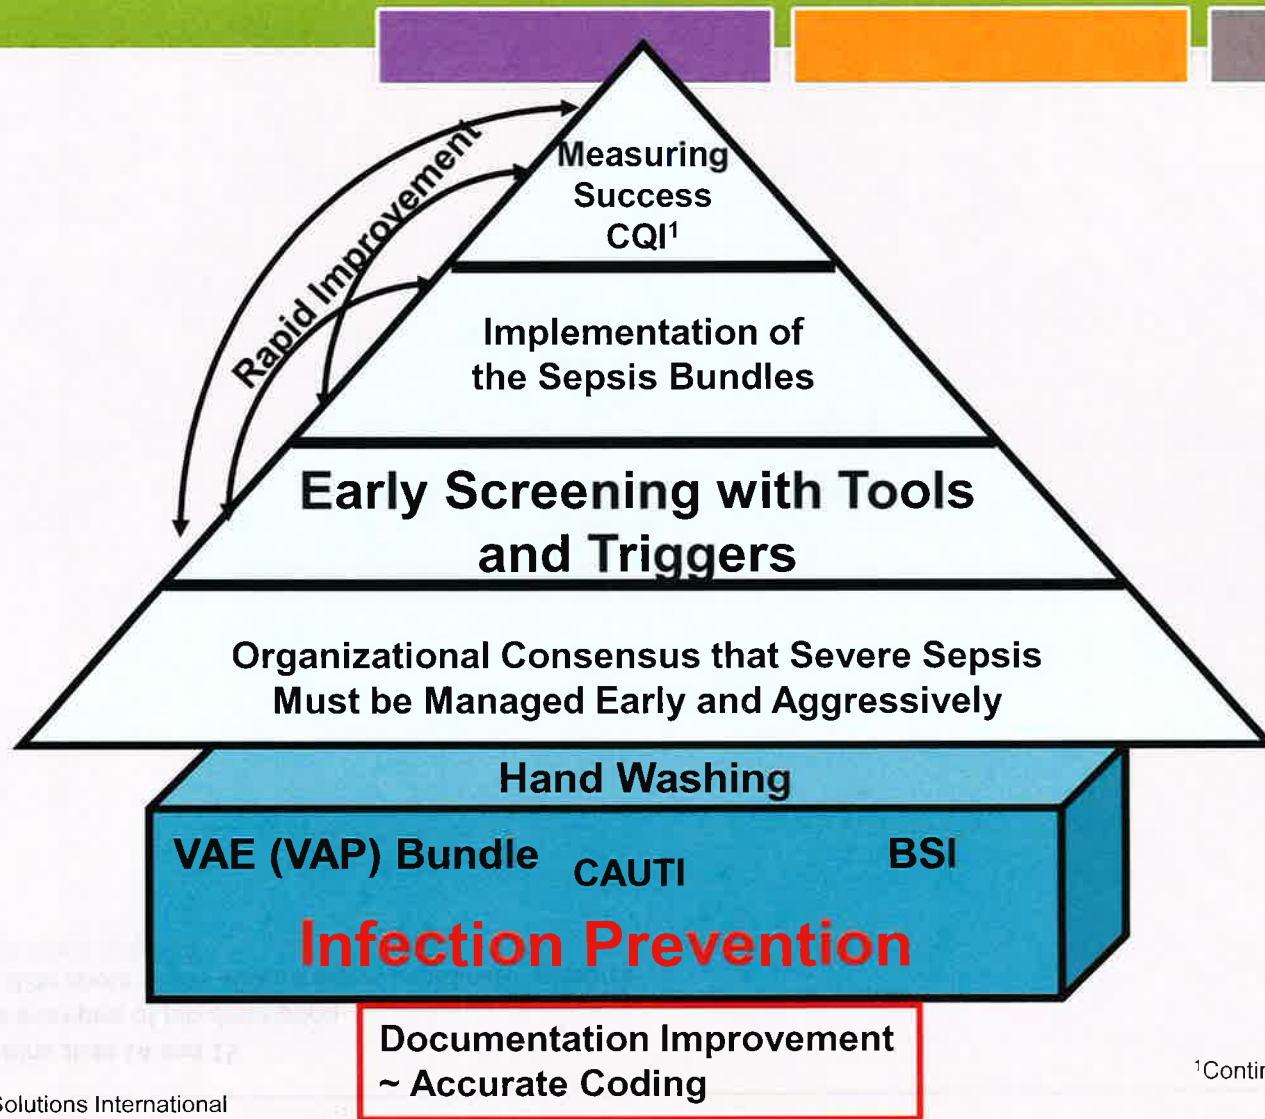 Rapid Improvement
Measuring
Success
CQI¹
Implementation of
the Sepsis Bundles
Early Screening with Tools
and Triggers
Organizational Consensus that Severe Sepsis
Must be Managed Early and Aggressively
Hand Washing
VAE (VAP) Bundle CAUTI BSI
Infection Prevention
Documentation Improvement
~ Accurate Coding
Solutions International